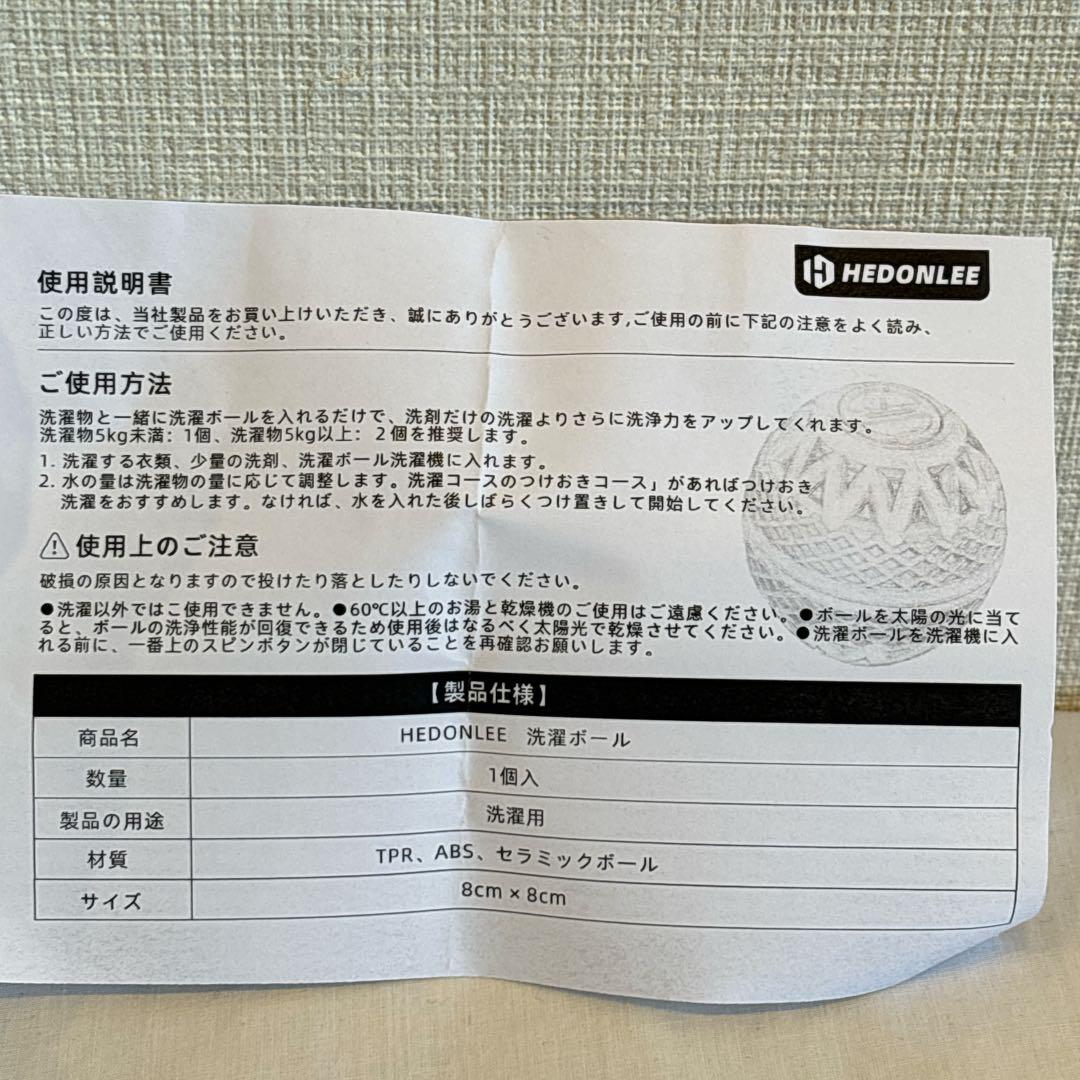 HEDONLEE
使用説明書
この度は、当社製品をお買い上げいただき、誠にありがとうございます,ご使用の前に下記の注意をよく読み、
正しい方法でご使用ください。
ご使用方法
洗濯物と一緒に洗濯ボールを入れるだけで、洗剤だけの洗濯よりさらに洗浄力をアップしてくれます。
洗濯物5kg未満：1個、洗濯物5kg以上：２個を推奨します。
1. 洗濯する衣類、少量の洗剤、洗濯ボール洗濯機に入れます。
2. 水の量は洗濯物の量に応じて調整します。洗濯コースのつけおきコース」があればつけおき
洗濯をおすすめします。なければ、水を入れた後しばらくつけ置きして開始してください。
使用上のご注意
破損の原因となりますので投けたり落としたりしないでください。
●洗濯以外ではこ使用できません。●60℃以上のお湯と乾燥機のご使用はご遠慮ください。●ボールを太陽の光に当て
ると、ボールの洗浄性能が回復できるため使用後はなるべく太陽光で乾燥させてください。●洗濯ボールを洗濯機に入
れる前に、一番上のスピンボタンが閉じていることを再確認お願いします。
【製品仕様】
商品名 HEDONLEE 洗濯ボール
数量 1個入
製品の用途 洗濯用
材質 TPR、ABS、セラミックボール
サイズ 8cm × 8cm